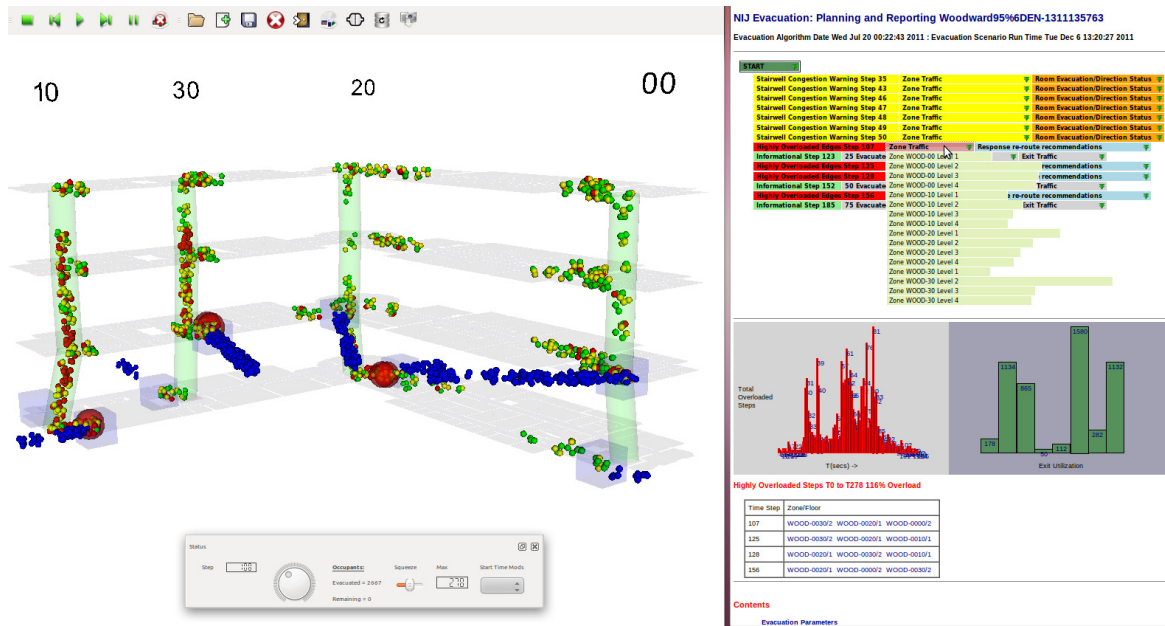 10
30
20
00
Status
Step
100
Occupants:
Evacuated = 2667
Remaining = 0
Squeeze
Max
278
Start Time Mods
NIJ Evacuation: Planning and Reporting Woodward95%6DEN-1311135763
Evacuation Algorithm Date Wed Jul 20 00:22:43 2011 : Evacuation Scenario Run Time Tue Dec 6 13:20:27 2011
START
Stairwell Congestion Warning Step 35 Zone Traffic Room Evacuation/Direction Status
Stairwell Congestion Warning Step 43 Zone Traffic Room Evacuation/Direction Status
Stairwell Congestion Warning Step 46 Zone Traffic Room Evacuation/Direction Status
Stairwell Congestion Warning Step 47 Zone Traffic Room Evacuation/Direction Status
Stairwell Congestion Warning Step 48 Zone Traffic Room Evacuation/Direction Status
Stairwell Congestion Warning Step 49 Zone Traffic Room Evacuation/Direction Status
Stairwell Congestion Warning Step 50 Zone Traffic Room Evacuation/Direction Status
Highly Overloaded Edges Step 107 Zone Traffic Response re-route recommendations
Informational Step 123 25 Evacuate Zone WOOD-00 Level 1 Exit Traffic
Highly Overloaded Edges Step 125 Zone WOOD-00 Level 2 recommendations
Highly Overloaded Edges Step 128 Zone WOOD-00 Level 3 recommendations
Informational Step 152 50 Evacuate Zone WOOD-00 Level 4 Traffic
Highly Overloaded Edges Step 156 Zone WOOD-10 Level 1 re-route recommendations
Informational Step 185 75 Evacuate Zone WOOD-10 Level 2 Exit Traffic
Zone WOOD-10 Level 3
Zone WOOD-10 Level 4
Zone WOOD-20 Level 1
Zone WOOD-20 Level 2
Zone WOOD-20 Level 3
Zone WOOD-20 Level 4
Zone WOOD-30 Level 1
Zone WOOD-30 Level 2
Zone WOOD-30 Level 3
Zone WOOD-30 Level 4
Total
Overloaded
Steps
T(secs) ->
178
1134
865
50
112
1580
282
1132
Exit Utilization
Highly Overloaded Steps T0 to T278 116% Overload
Time Step Zone/Floor
107 WOOD-0030/2 WOOD-0020/1 WOOD-0000/2
125 WOOD-0030/2 WOOD-0020/1 WOOD-0010/1
128 WOOD-0020/1 WOOD-0030/2 WOOD-0010/1
156 WOOD-0020/1 WOOD-0000/2 WOOD-0030/2
Contents
Evacuation Parameters